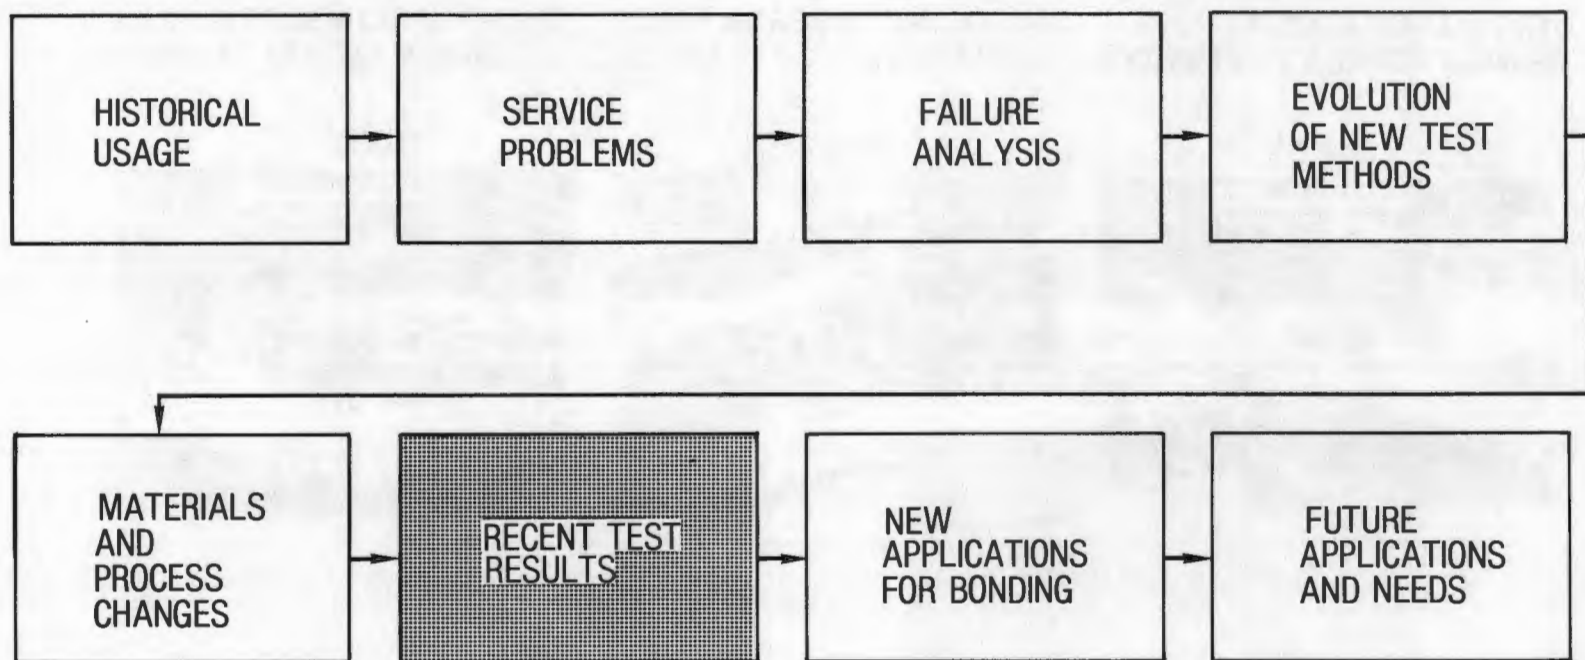 HISTORICAL
USAGE
SERVICE
PROBLEMS
FAILURE
ANALYSIS
EVOLUTION
OF NEW TEST
METHODS
MATERIALS
AND
PROCESS
CHANGES
RECENT TEST
RESULTS
NEW
APPLICATIONS
FOR BONDING
FUTURE
APPLICATIONS
AND NEEDS